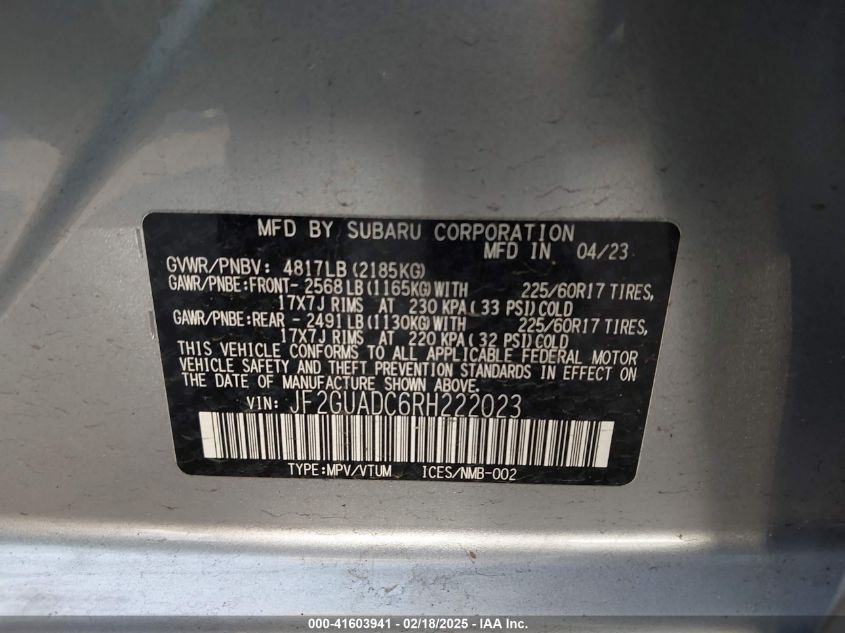 MFD BY SUBARU CORPORATION
MFD IN 04/23
GVWR/PNBV: 4817LB (2185KG)
GAWR/PNBE:FRONT- 2568LB (1165KG) WITH 225/60R17 TIRES,
17X7J RIMS AT 230 KPA (33 PSI) COLD
GAWR/PNBE:REAR - 2491LB (1130KG) WITH 225/60R17 TIRES,
17X7J RIMS AT 220 KPA (32 PSI) COLD
THIS VEHICLE CONFORMS TO ALL APPLICABLE FEDERAL MOTOR
VEHICLE SAFETY AND THEFT PREVENTION STANDARDS IN EFFECT ON
THE DATE OF MANUFACTURE SHOWN ABOVE.
VIN: JF2GUADC6RH222023
TYPE:MPV/VTUM ICES/NMB-002
000-41603941 - 02/18/2025 - IAA Inc.